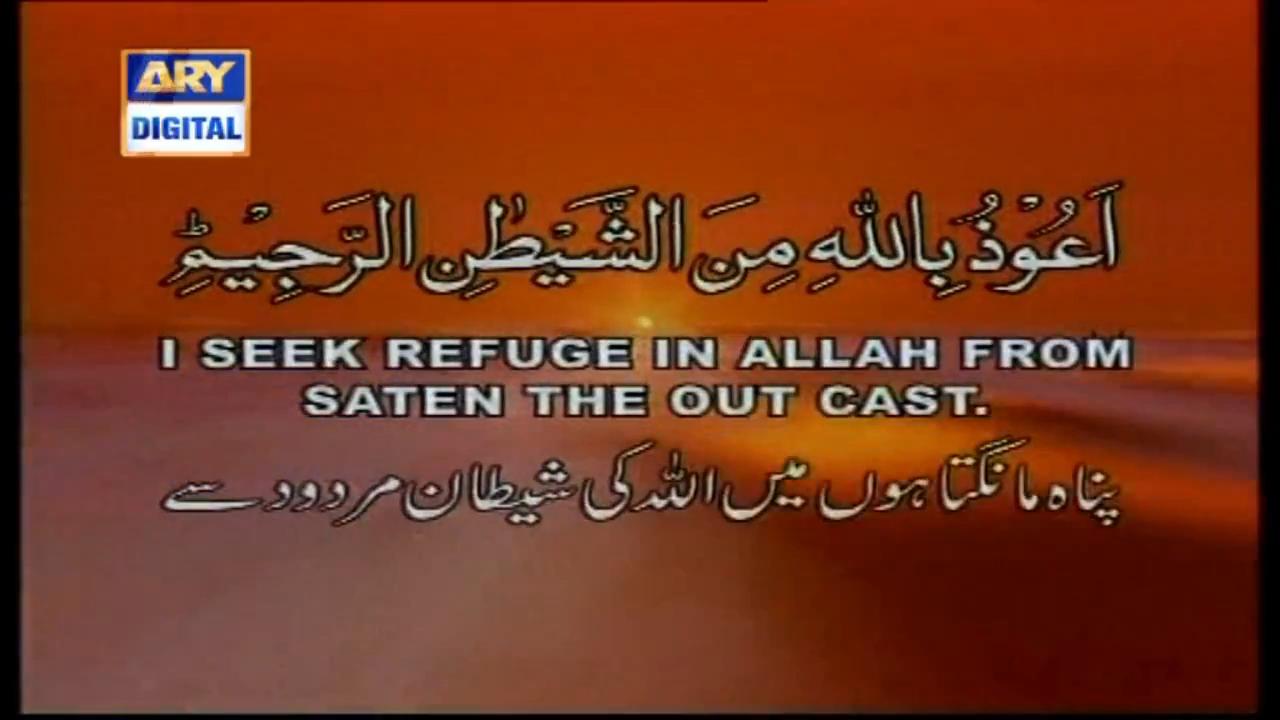 ARY
DIGITAL
اَعُوْذُ بِاللّٰهِ مِنَ الشَّيْطٰنِ الرَّجِيْمِؕ
I SEEK REFUGE IN ALLAH FROM
SATEN THE OUT CAST.
پناہ مانگتا ہوں میں اللہ کی شیطان مردود سے